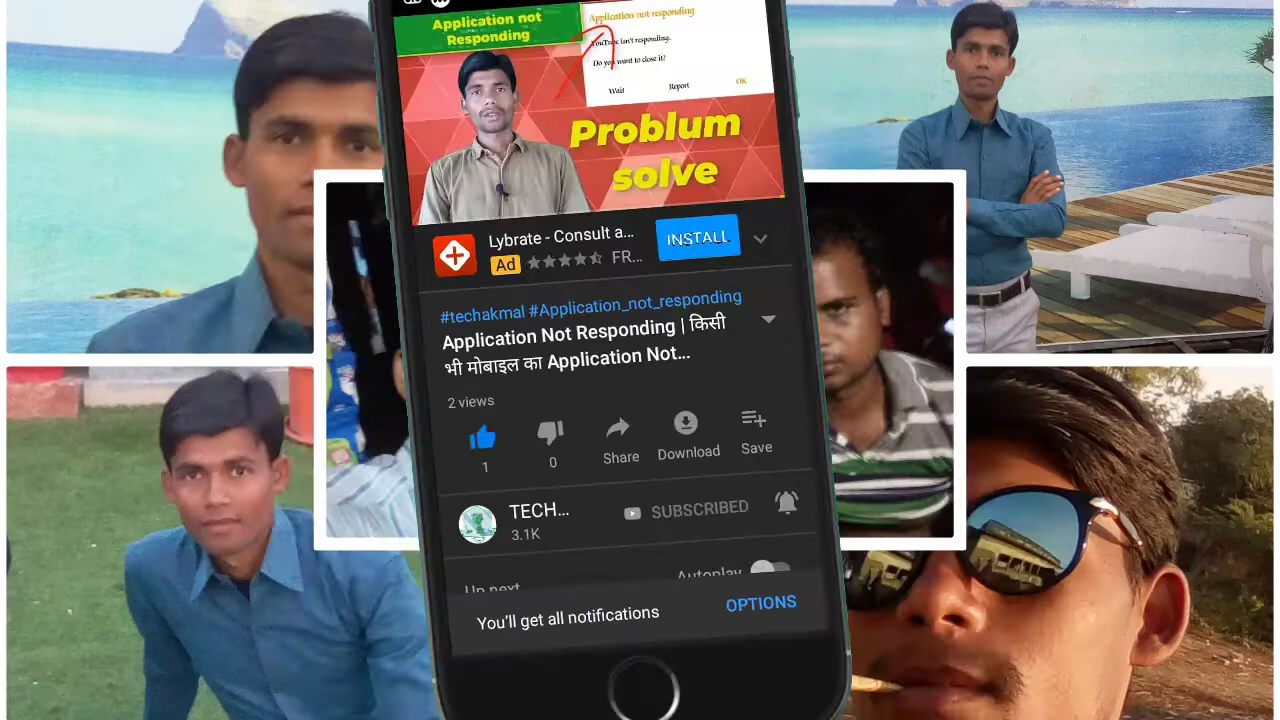 Application not
Responding
Application not responding
YouTube isn't responding.
Do you want to close it?
Wait Report OK
Problum
solve
Lybrate - Consult a...
Ad FR...
INSTALL
#techakmal #Application_not_responding
Application Not Responding | किसी
भी मोबाइल का Application Not...
2 views
1 0 Share Download Save
TECH...
3.1K
SUBSCRIBED
Up next Autoplay
You'll get all notifications OPTIONS